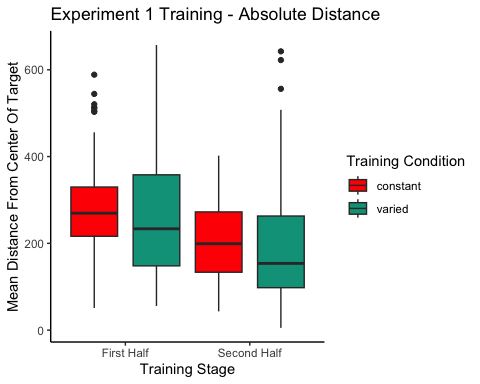 Experiment 1 Training - Absolute Distance
Mean Distance From Center Of Target
600
400
200
0
First Half
Second Half
Training Stage
Training Condition
constant
varied